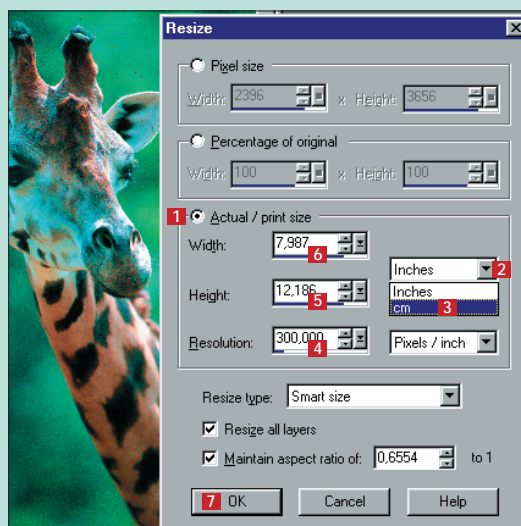 Resize
Pixel size
Width: 2396 x Height: 3656
Percentage of original
Width: 100 x Height: 100
1 Actual / print size
Width: 7,987 6
Inches 2
Height: 12,186 5
Inches
cm 3
Resolution: 300,000 4 Pixels / inch
Resize type: Smart size
Resize all layers
Maintain aspect ratio of: 0,6554 to 1
7 OK Cancel Help